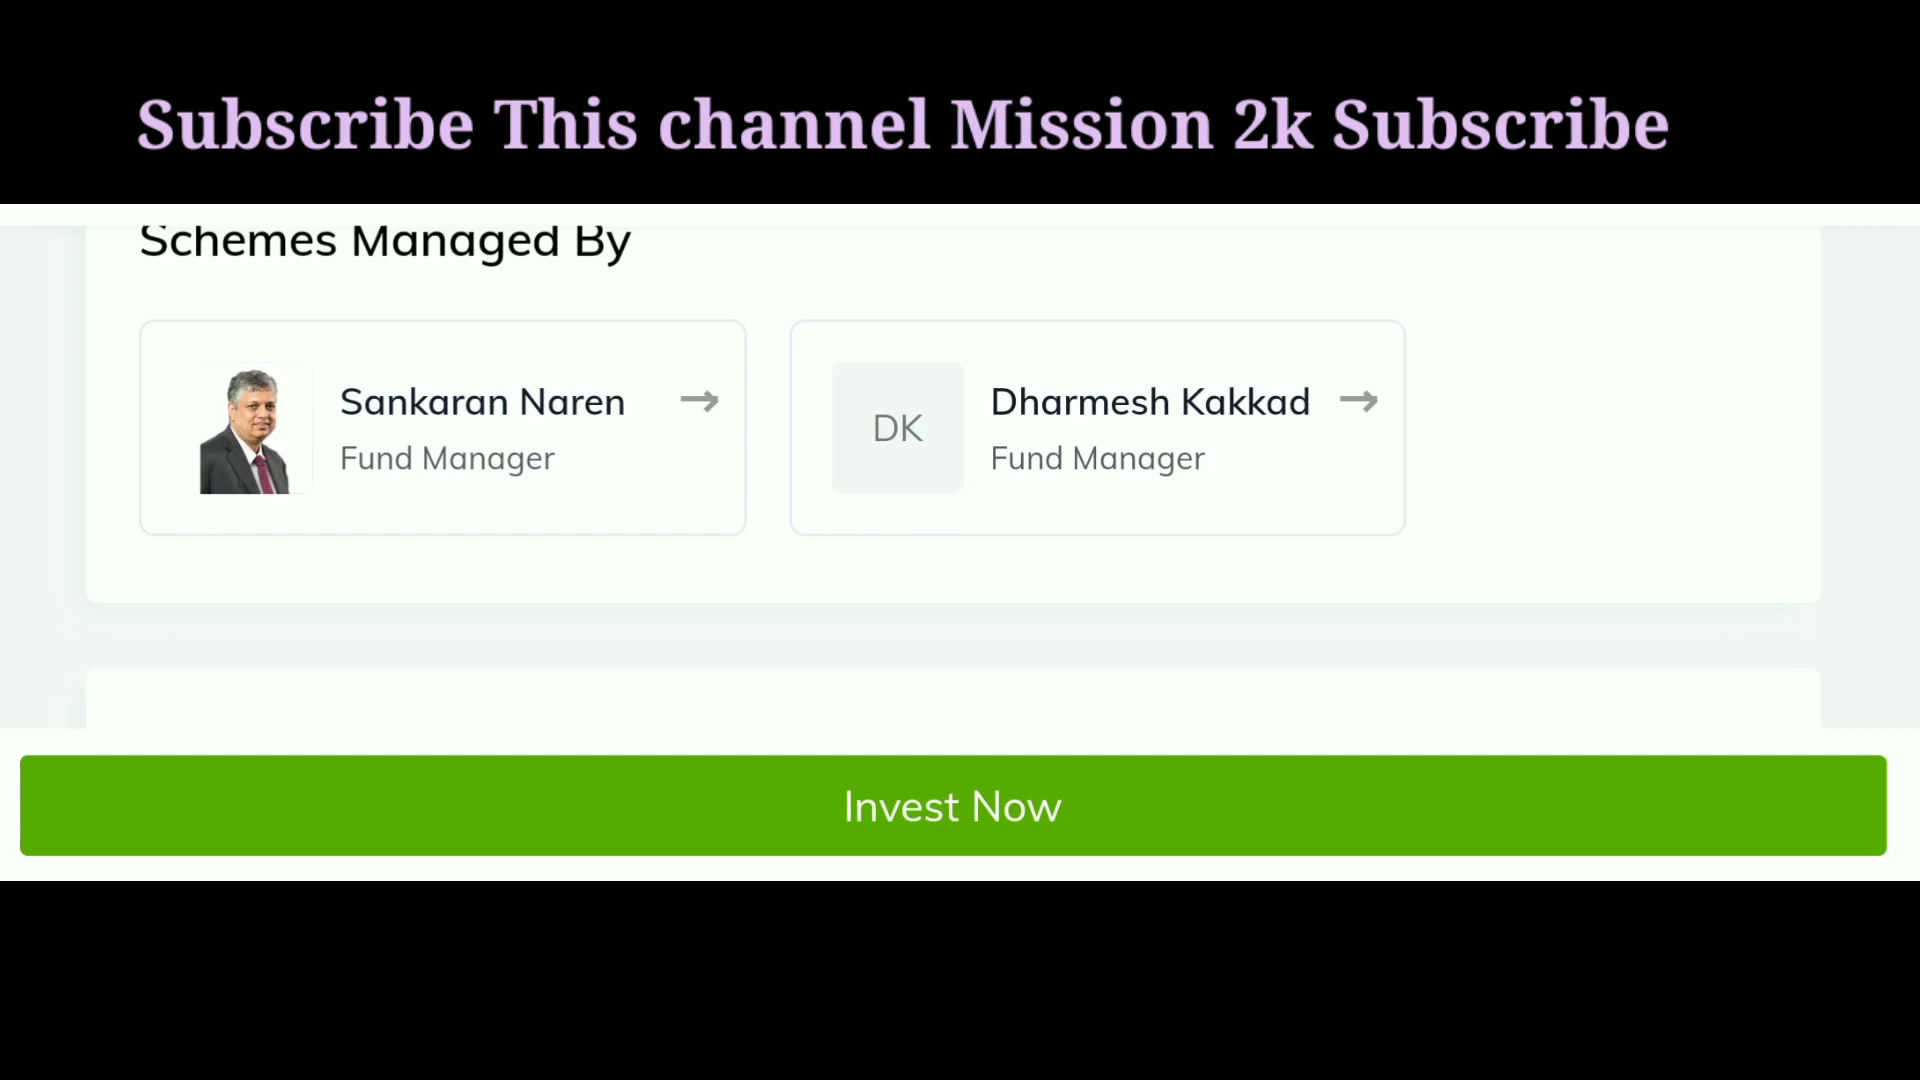 Subscribe This channel Mission 2k Subscribe
Schemes Managed By
Sankaran Naren
Fund Manager
DK
Dharmesh Kakkad
Fund Manager
Invest Now